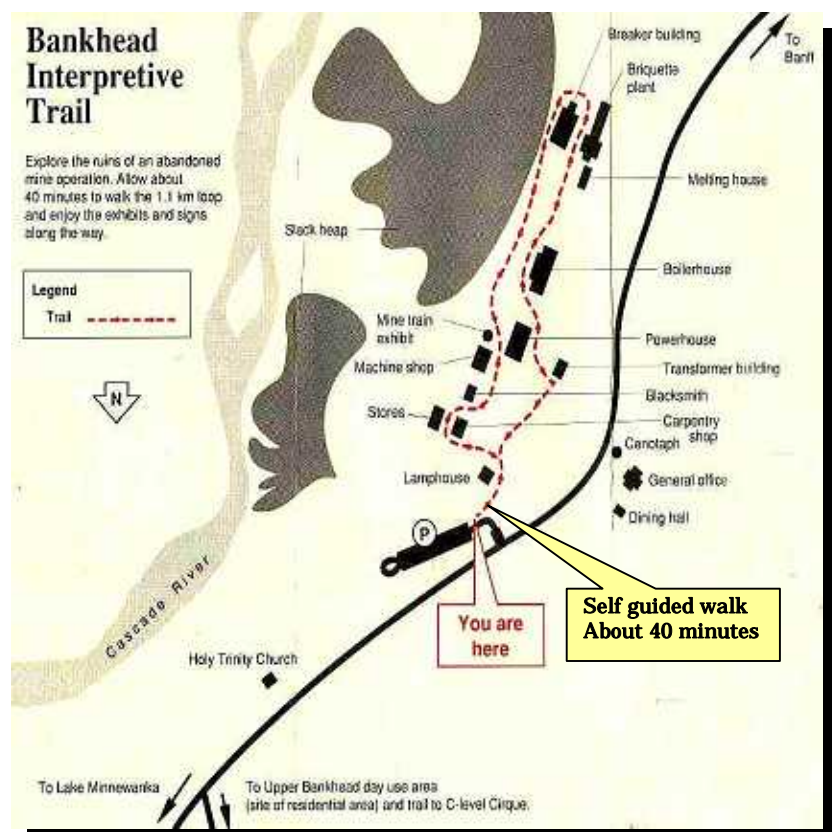 Bankhead
Interpretive
Trail
Explore the ruins of an abandoned
mine operation. Allow about
40 minutes to walk the 1.1 km loop
and enjoy the exhibits and signs
along the way.
Legend
Trail
N
Slack heap
Breaker building
Briquette
plant
To
Banff
Melting house
Boilerhouse
Mine train
exhibit
Powerhouse
Machine shop
Transformer building
Blacksmith
Stores
Carpentry
shop
Cenotaph
Lamphouse
General office
Dining hall
P
Cascade River
You are
here
Self guided walk
About 40 minutes
Holy Trinity Church
To Lake Minnewanka
To Upper Bankhead day use area
(site of residential area) and trail to C-level Cirque.